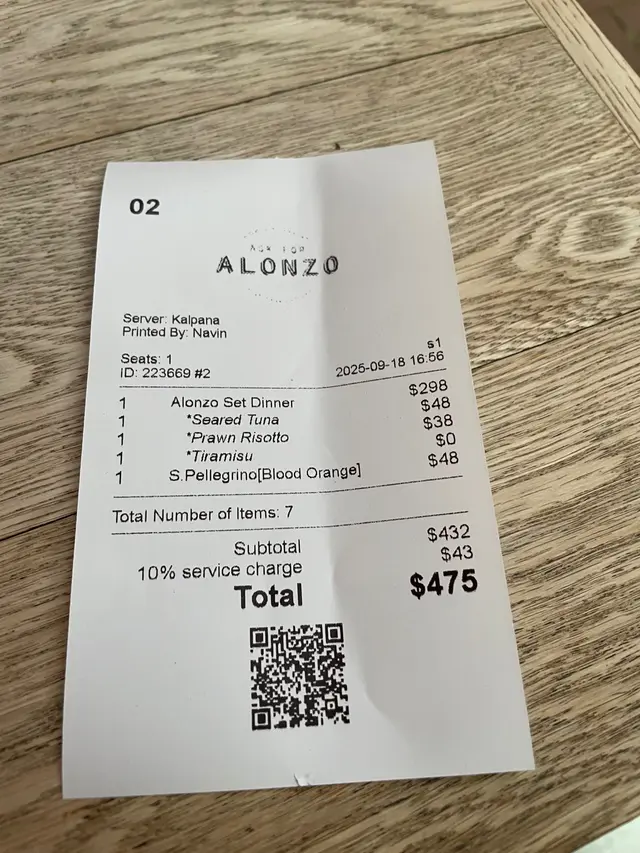 02
ASK FOR
ALONZO
Server: Kalpana
Printed By: Navin
s1
Seats: 1
2025-09-18 16:56
ID: 223669 #2
1 Alonzo Set Dinner $298
1 *Seared Tuna $48
1 *Prawn Risotto $38
1 *Tiramisu $0
1 S.Pellegrino[Blood Orange] $48
Total Number of Items: 7
Subtotal $432
10% service charge $43
Total $475